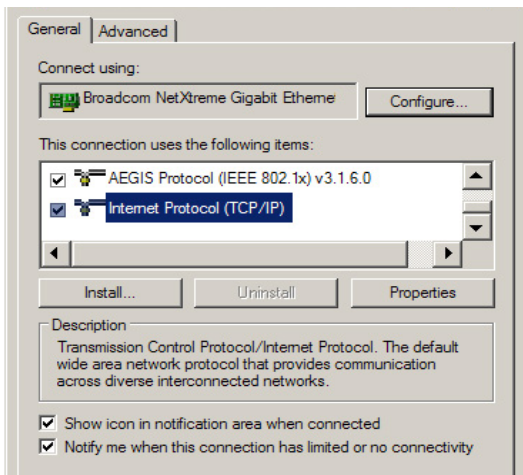 General Advanced
Connect using:
Broadcom NetXtreme Gigabit Etherne
Configure...
This connection uses the following items:
AEGIS Protocol (IEEE 802.1x) v3.1.6.0
Internet Protocol (TCP/IP)
Install... Uninstall Properties
Description
Transmission Control Protocol/Internet Protocol. The default
wide area network protocol that provides communication
across diverse interconnected networks.
Show icon in notification area when connected
Notify me when this connection has limited or no connectivity